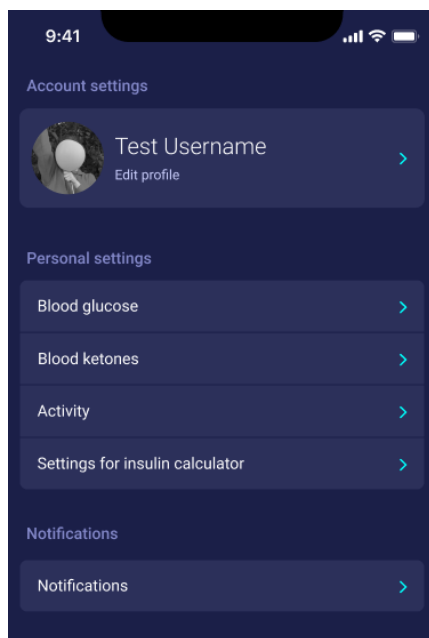 9:41
Account settings
Test Username
Edit profile
Personal settings
Blood glucose
Blood ketones
Activity
Settings for insulin calculator
Notifications
Notifications